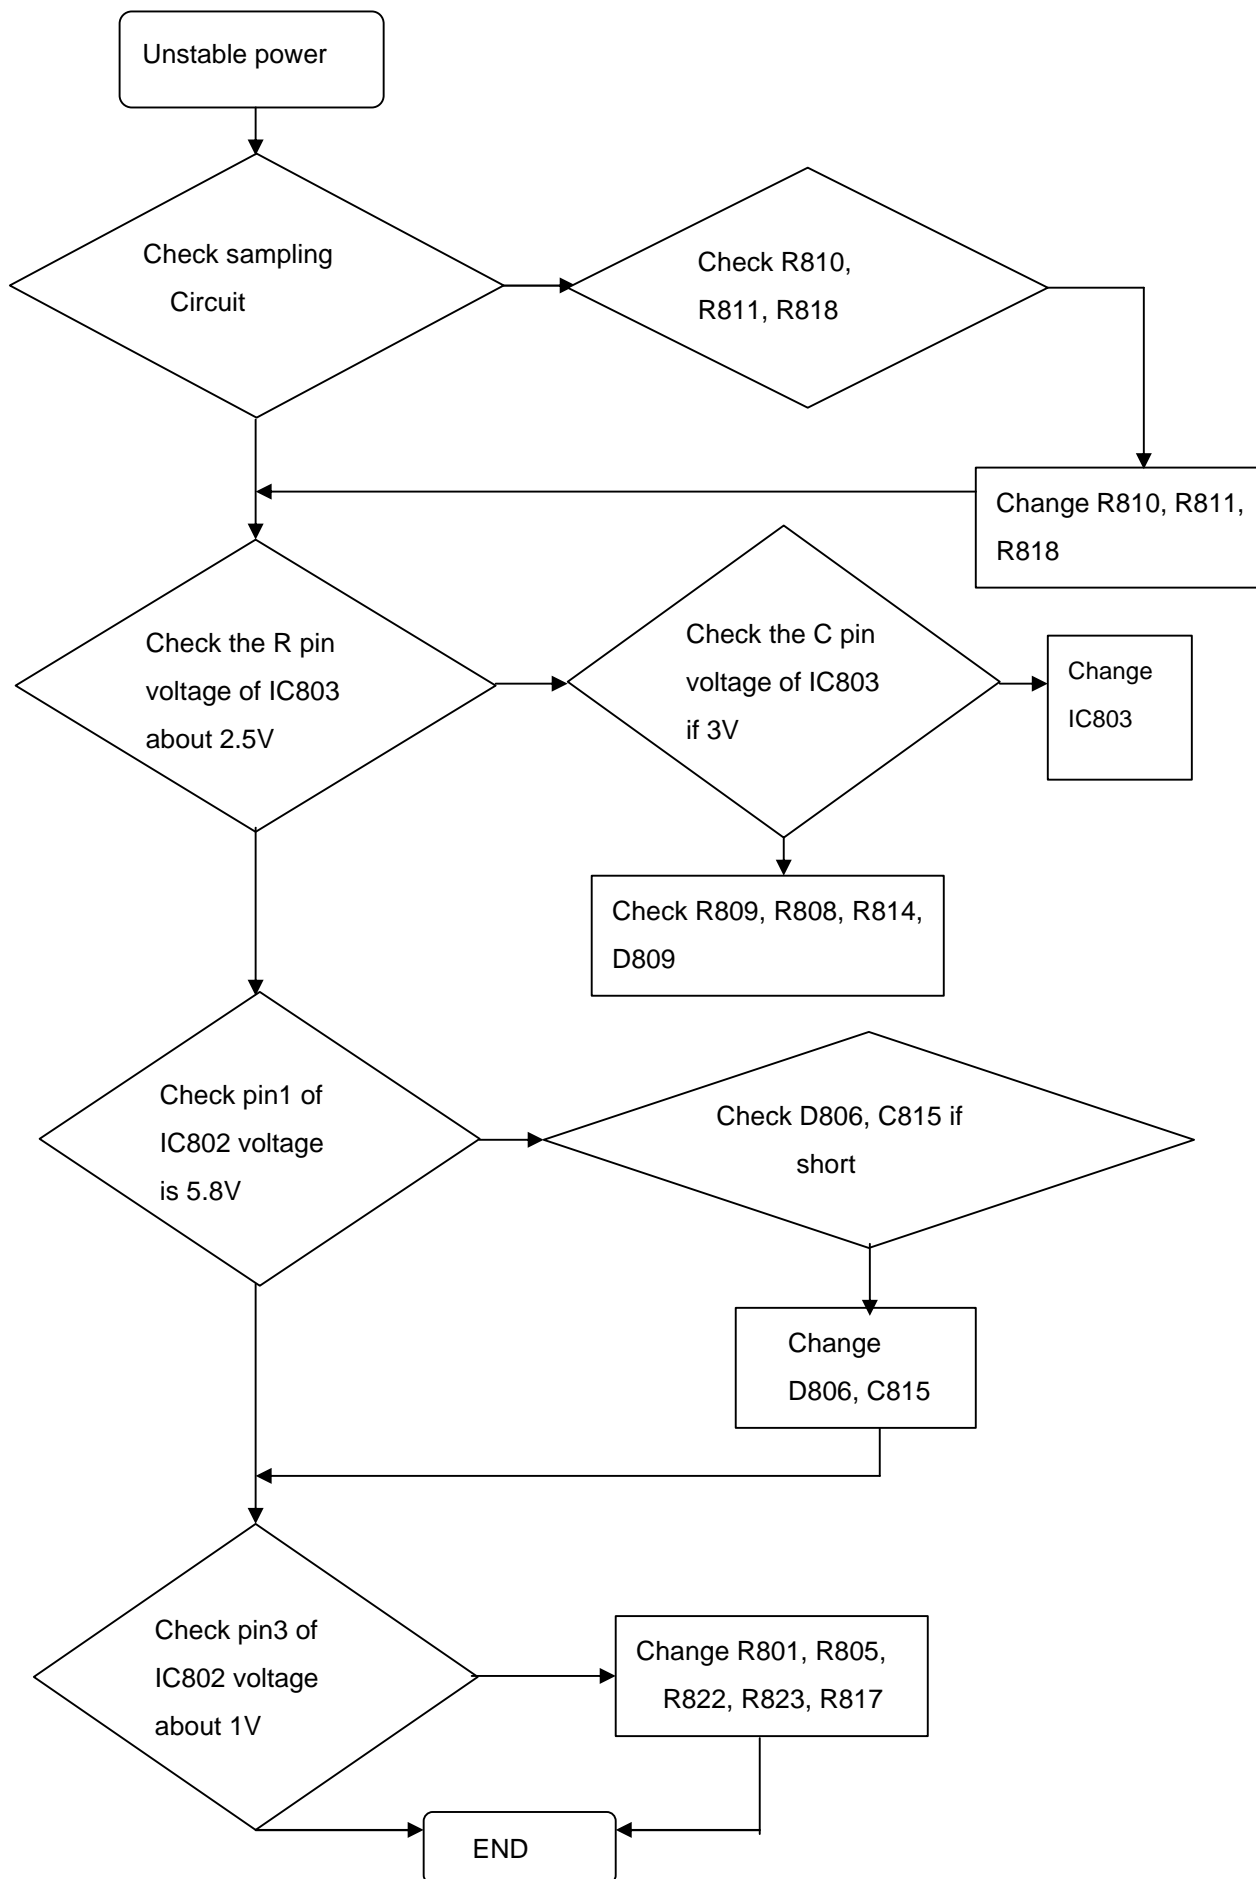 Unstable power
Check sampling
Circuit
Check R810,
R811, R818
Change R810, R811,
R818
Check the R pin
voltage of IC803
about 2.5V
Check the C pin
voltage of IC803
if 3V
Change
IC803
Check R809, R808, R814,
D809
Check pin1 of
IC802 voltage
is 5.8V
Check D806, C815 if
short
Change
D806, C815
Check pin3 of
IC802 voltage
about 1V
Change R801, R805,
R822, R823, R817
END